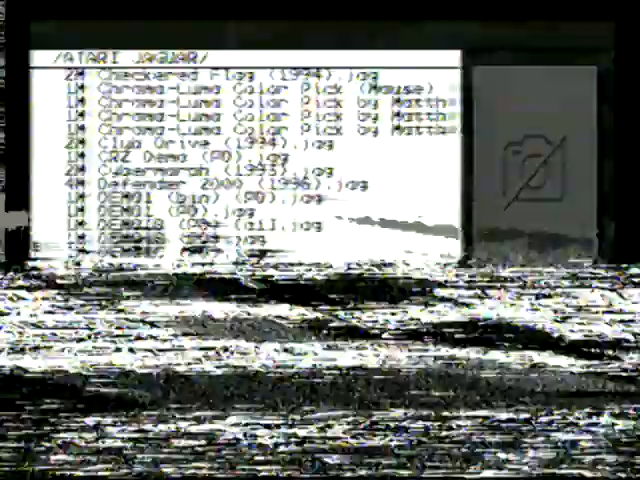 /ATARI JAGUAR/
2M Checkered Flag (1994).jag
1M Chroma-Luma Color Pick (Mouse)
1M Chroma-Luma Color Pick by Matth
1M Chroma-Luma Color Pick by Matth
1M Chroma-Luma Color Pick by Matth
2M Club Drive (1994).jag
1M CRZ Demo (PD).jag
2M Cybermorph (1993).jag
4M Defender 2000 (1996).jag
1M DEMO1 (bin) (PD).jag
1M DEMO1 (PD).jag
1M (PD)
1M